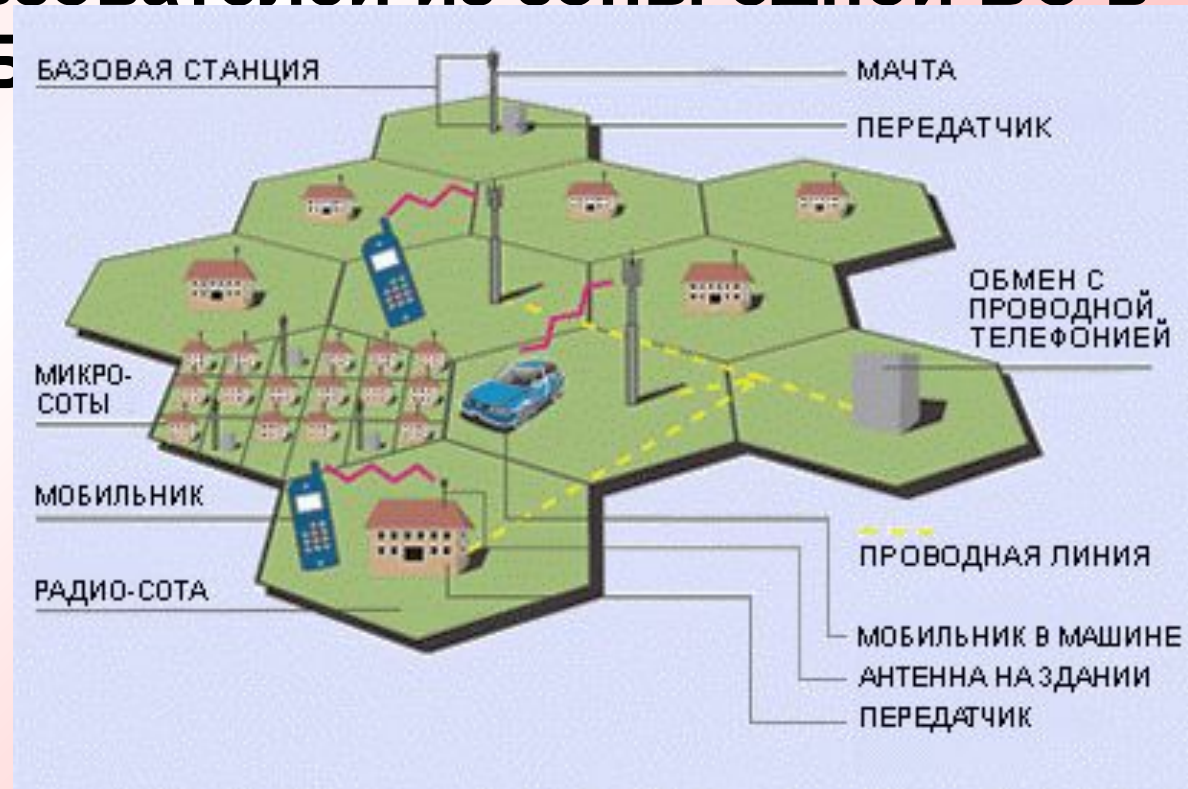 БАЗОВАЯ СТАНЦИЯ
МАЧТА
ПЕРЕДАТЧИК
ОБМЕН С
ПРОВОДНОЙ
ТЕЛЕФОНИЕЙ
МИКРО-
СОТЫ
МОБИЛЬНИК
РАДИО-СОТА
ПРОВОДНАЯ ЛИНИЯ
МОБИЛЬНИК В МАШИНЕ
АНТЕННА НА ЗДАНИИ
ПЕРЕДАТЧИК